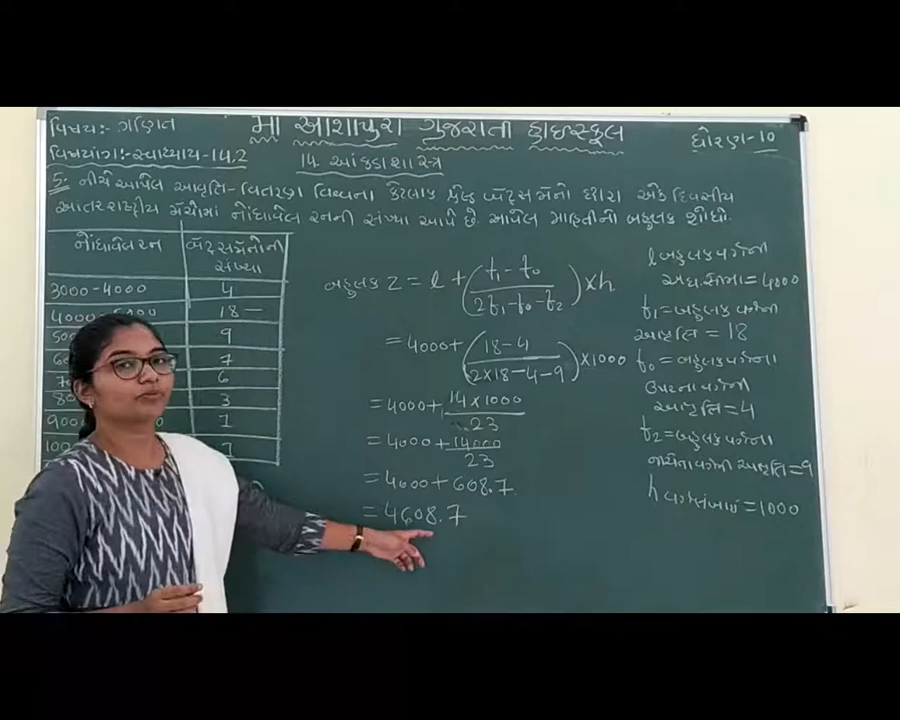 વિષય:- ગણિત
મા આશાપુરા ગુજરાતી હાઇસ્કૂલ
ધોરણ-10
વિષયાંગ:- સ્વાધ્યાય-14.2
14. આંકડાશાસ્ત્ર
5. નીચે આપેલ આવૃત્તિ-વિતરણ વિશ્વના કેટલાક શ્રેષ્ઠ બૅટ્સમૅનો દ્વારા એક દિવસીય
આંતરરાષ્ટ્રીય મૅચોમાં નોંધાયેલ રનની સંખ્યા આપે છે. આપેલ માહિતીનો બહુલક શોધો.
નોંધાયેલ રન બૅટ્સમૅનોની
સંખ્યા
3000-4000 4
4000- 18
9
7
6
3
1
1
બહુલક Z = l + (f₁-f₀ / 2f₁-f₀-f₂) × h
= 4000 + (18-4 / 2×18-4-9) × 1000
= 4000 + 14×1000 / 23
= 4000 + 14000 / 23
= 4000 + 608.7
= 4608.7
l બહુલક વર્ગની
અધઃસીમા = 4000
f₁ = બહુલક વર્ગની
આવૃત્તિ = 18
f₀ = બહુલક વર્ગના
ઉપરના વર્ગની
આવૃત્તિ = 4
f₂ = બહુલક વર્ગના
નીચેના વર્ગની આવૃત્તિ = 9
h વર્ગલંબાઈ = 1000